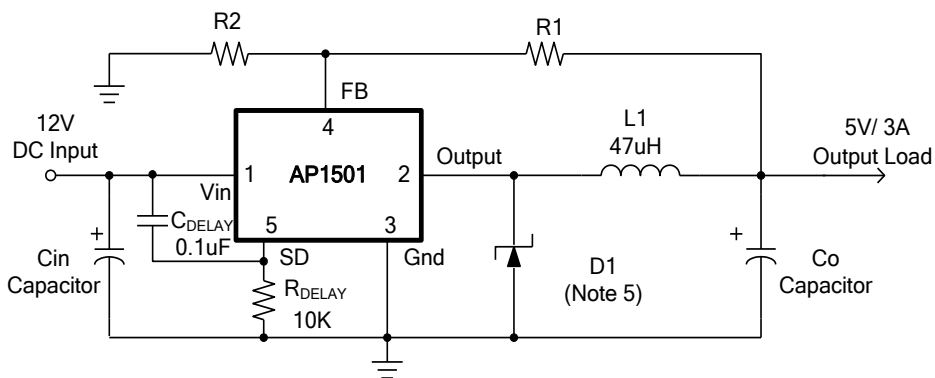 R2
R1
FB
4
12V
DC Input
L1
47uH
5V/ 3A
Output Load
Output
1
AP1501
2
Vin
5
3
CDELAY
0.1uF
SD
Gnd
+
Cin
Capacitor
RDELAY
10K
D1
(Note 5)
+
Co
Capacitor